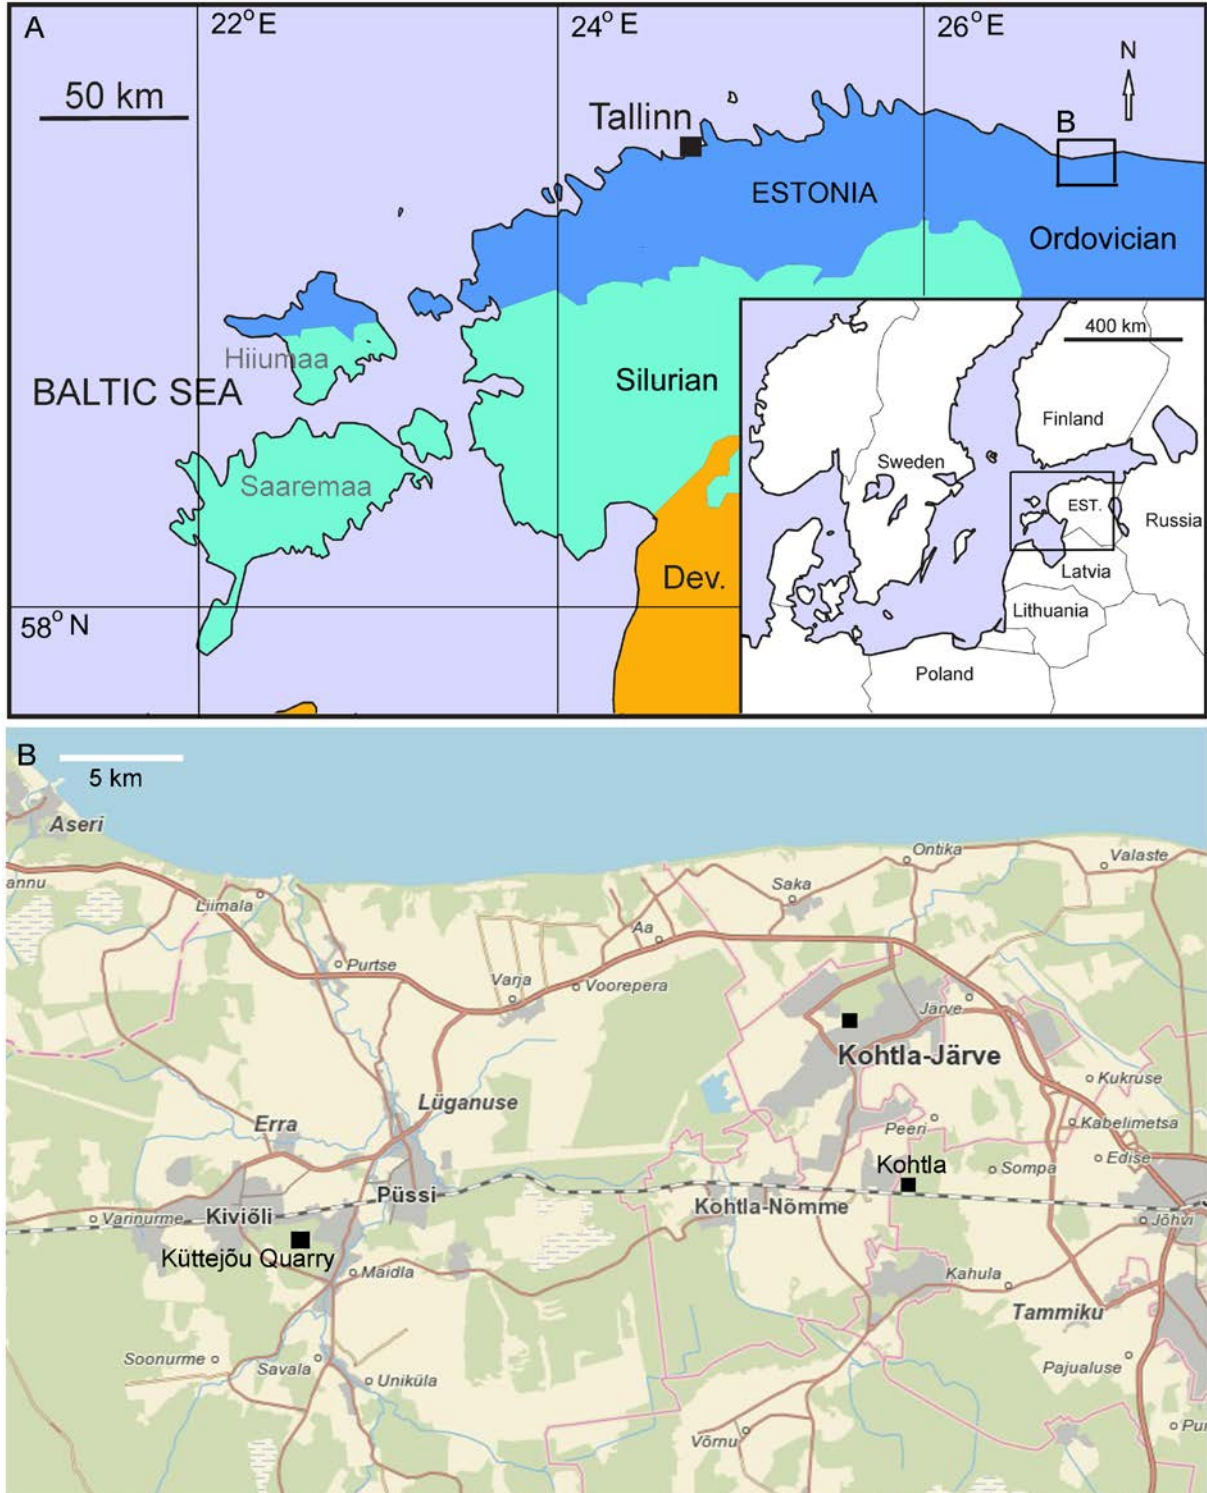 A
22° E
24° E
26° E
N
50 km
Tallinn
B
ESTONIA
Ordovician
400 km
Hiiumaa
BALTIC SEA
Silurian
Finland
Sweden
Saaremaa
EST.
Russia
Dev.
Latvia
58° N
Lithuania
Poland
B
5 km
Aseri
Ontika
Valaste
annu
Saka
Liimala
Aa
Purtse
Varja
Voorepera
Järve
Kohtla-Järve
Kukruse
Lüganuse
Erra
Peeri
Kabelimetsa
Edise
Kohtla
Sompa
Püssi
Kohtla-Nõmme
Varinurme
Kiviõli
Jõhvi
Küttejõu Quarry
Maidla
Kahula
Tammiku
Soonurme
Savala
Pajualuse
Uniküla
Võrnu
Pur